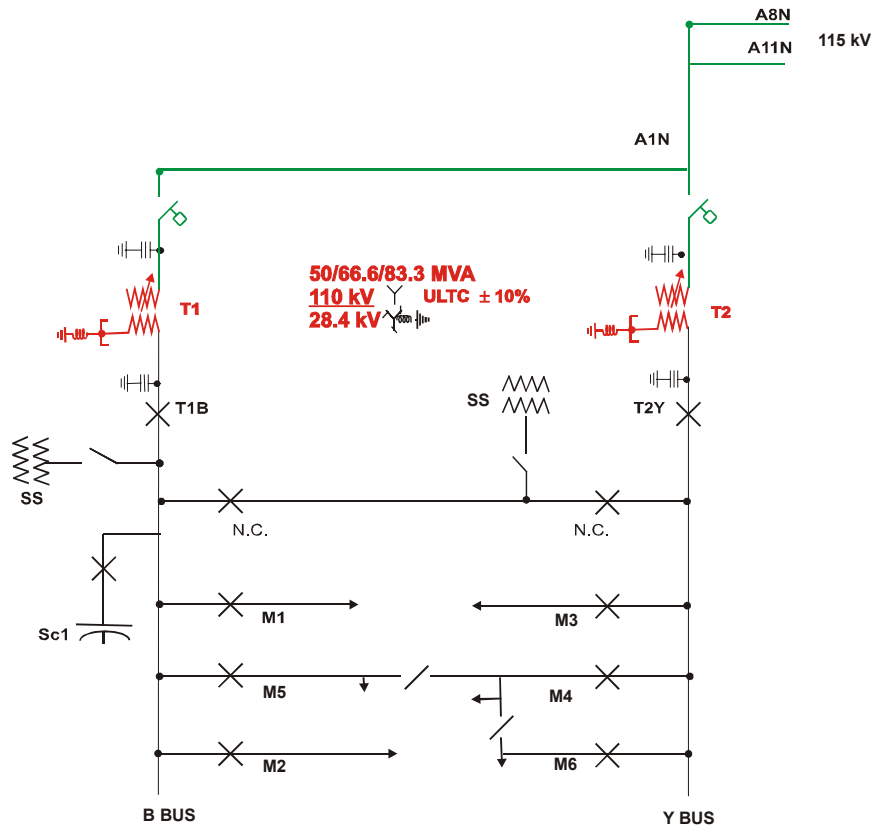 A8N
115 kV
A11N
A1N
50/66.6/83.3 MVA
110 kV ULTC ± 10%
28.4 kV
T1
T2
SS
T1B
T2Y
SS
N.C.
N.C.
M1
M3
Sc1
M5
M4
M2
M6
B BUS
Y BUS